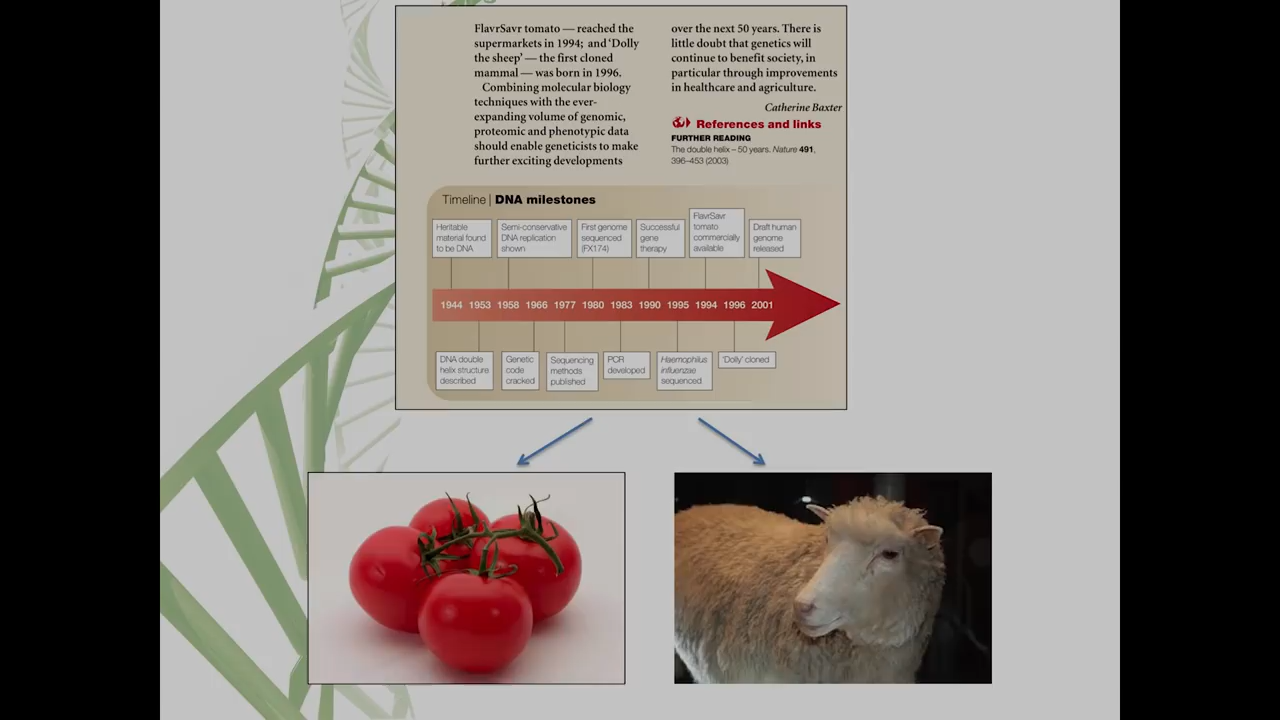 FlavrSavr tomato — reached the
supermarkets in 1994; and ‘Dolly
the sheep’ — the first cloned
mammal — was born in 1996.
Combining molecular biology
techniques with the ever-
expanding volume of genomic,
proteomic and phenotypic data
should enable geneticists to make
further exciting developments
over the next 50 years. There is
little doubt that genetics will
continue to benefit society, in
particular through improvements
in healthcare and agriculture.
Catherine Baxter
References and links
FURTHER READING
The double helix – 50 years. Nature 491,
396–453 (2003)
Timeline | DNA milestones
Heritable
material found
to be DNA
Semi-conservative
DNA replication
shown
First genome
sequenced
(FX174)
Successful
gene
therapy
FlavrSavr
tomato
commercially
available
Draft human
genome
released
1944 1953 1958 1966 1977 1980 1983 1990 1995 1994 1996 2001
DNA double
helix structure
described
Genetic
code
cracked
Sequencing
methods
published
PCR
developed
Haemophilus
influenzae
sequenced
‘Dolly’ cloned